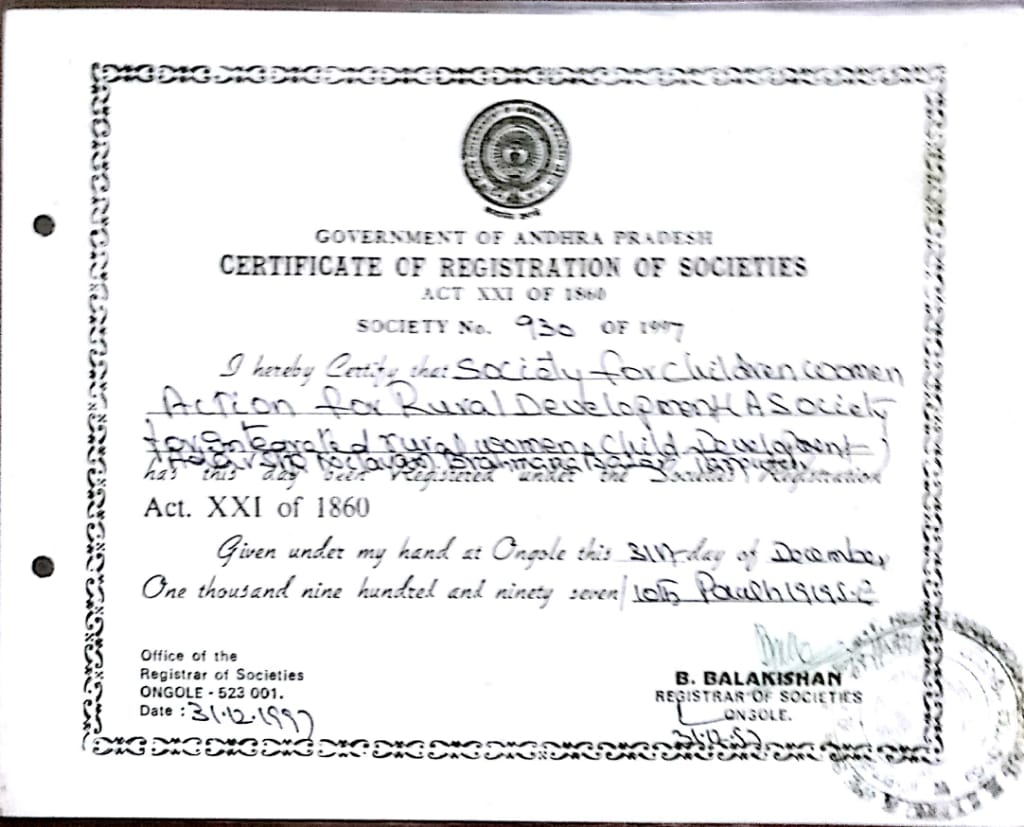 GOVERNMENT OF ANDHRA PRADESH
CERTIFICATE OF REGISTRATION OF SOCIETIES
ACT XXI OF 1860
SOCIETY No. 930 OF 1997
I hereby Certify that Society for Children women
Action for Rural Development (A Society
for Integrated rural womens Child Development)
has this day been Registered under the Societies Registration
Act. XXI of 1860
Given under my hand at Ongole this 31st day of December
One thousand nine hundred and ninety seven/ 10th 1919
Office of the
Registrar of Societies
ONGOLE - 523 001.
Date : 31.12.1997
B. BALAKISHAN
REGISTRAR OF SOCIETIES
ONGOLE.
31.12.97